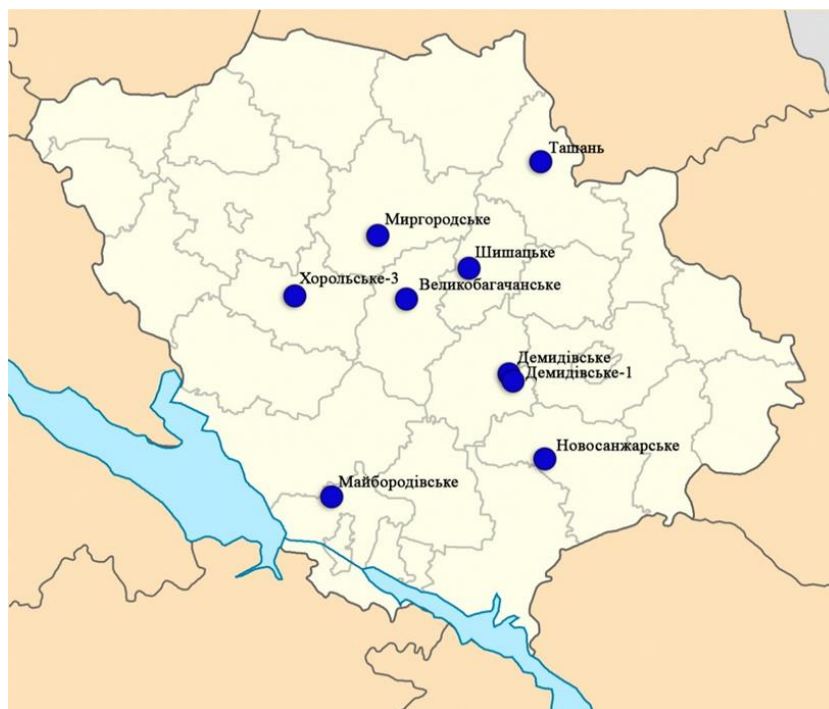 Ташань
Миргородське
Шишацьке
Хорольське-3
Великобагачанське
Демидівське
Демидівське-1
Новосанжарське
Майбородівське